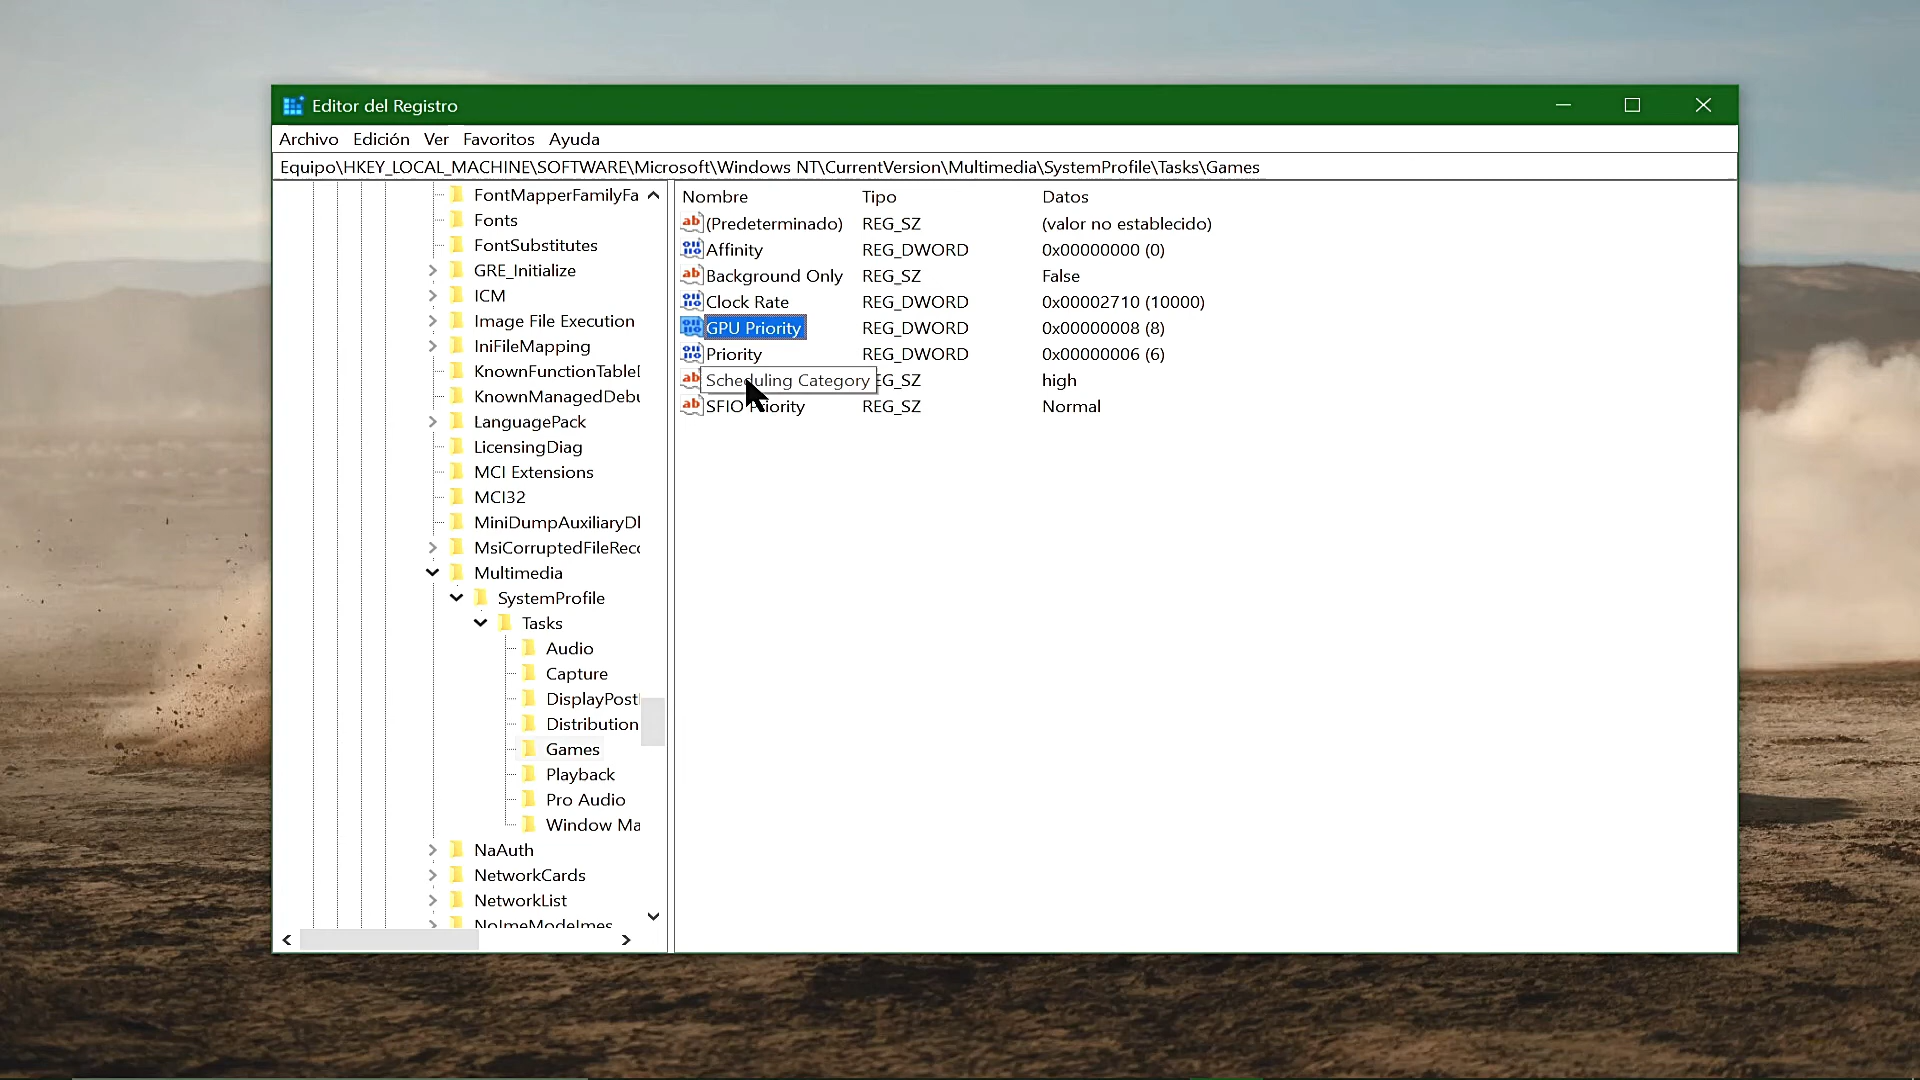 Editor del Registro
Archivo Edición Ver Favoritos Ayuda
Equipo\HKEY_LOCAL_MACHINE\SOFTWARE\Microsoft\Windows NT\CurrentVersion\Multimedia\SystemProfile\Tasks\Games
FontMapperFamilyFa
Fonts
FontSubstitutes
GRE_Initialize
ICM
Image File Execution
IniFileMapping
KnownFunctionTable
KnownManagedDebu
LanguagePack
LicensingDiag
MCI Extensions
MCI32
MiniDumpAuxiliaryDl
MsiCorruptedFileReco
Multimedia
SystemProfile
Tasks
Audio
Capture
DisplayPost
Distribution
Games
Playback
Pro Audio
Window Ma
NaAuth
NetworkCards
NetworkList
NoImeModeImes
Nombre Tipo Datos
(Predeterminado) REG_SZ (valor no establecido)
Affinity REG_DWORD 0x00000000 (0)
Background Only REG_SZ False
Clock Rate REG_DWORD 0x00002710 (10000)
GPU Priority REG_DWORD 0x00000008 (8)
Priority REG_DWORD 0x00000006 (6)
Scheduling Category EG_SZ high
SFIO Priority REG_SZ Normal